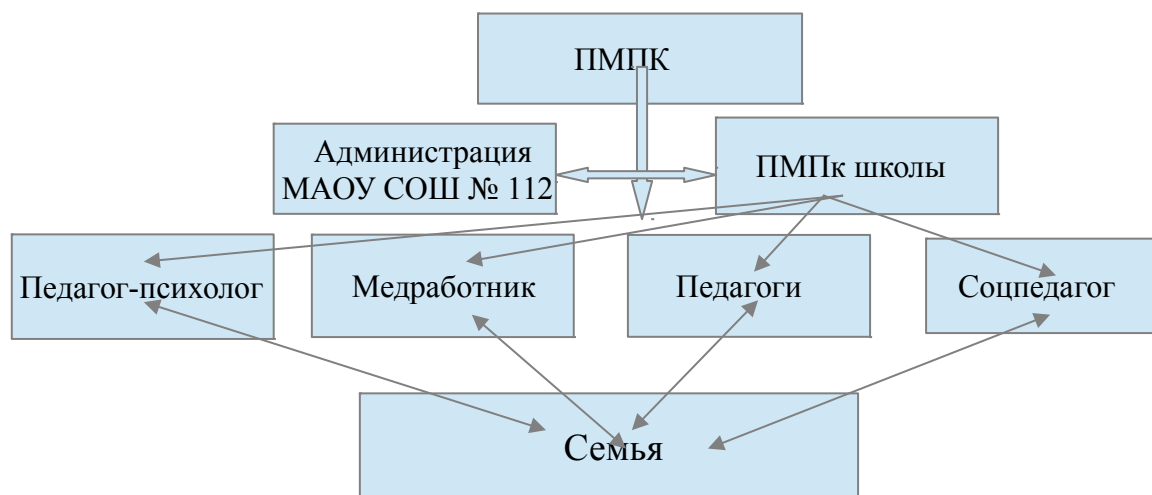 ПМПК
Администрация
МАОУ СОШ № 112
ПМПк школы
Педагог-психолог
Медработник
Педагоги
Соцпедагог
Семья